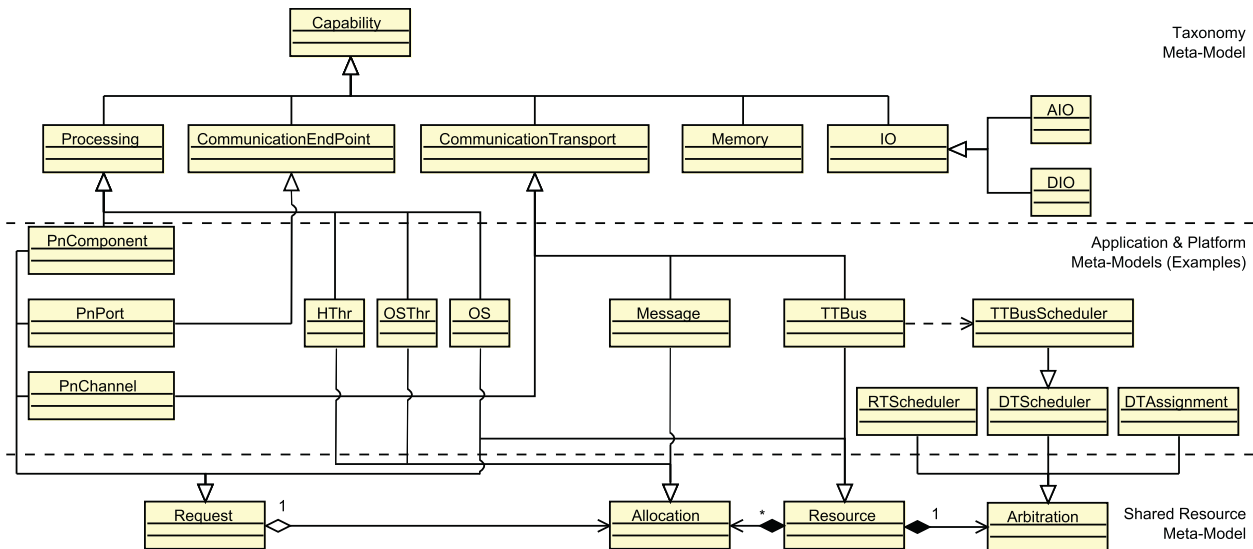 Capability
Taxonomy
Meta-Model
Processing
CommunicationEndPoint
CommunicationTransport
Memory
IO
AIO
DIO
PnComponent
Application & Platform
Meta-Models (Examples)
PnPort
HThr
OSThr
OS
Message
TTBus
TTBusScheduler
PnChannel
RTScheduler
DTScheduler
DTAssignment
Request
1
Allocation
*
Resource
1
Arbitration
Shared Resource
Meta-Model